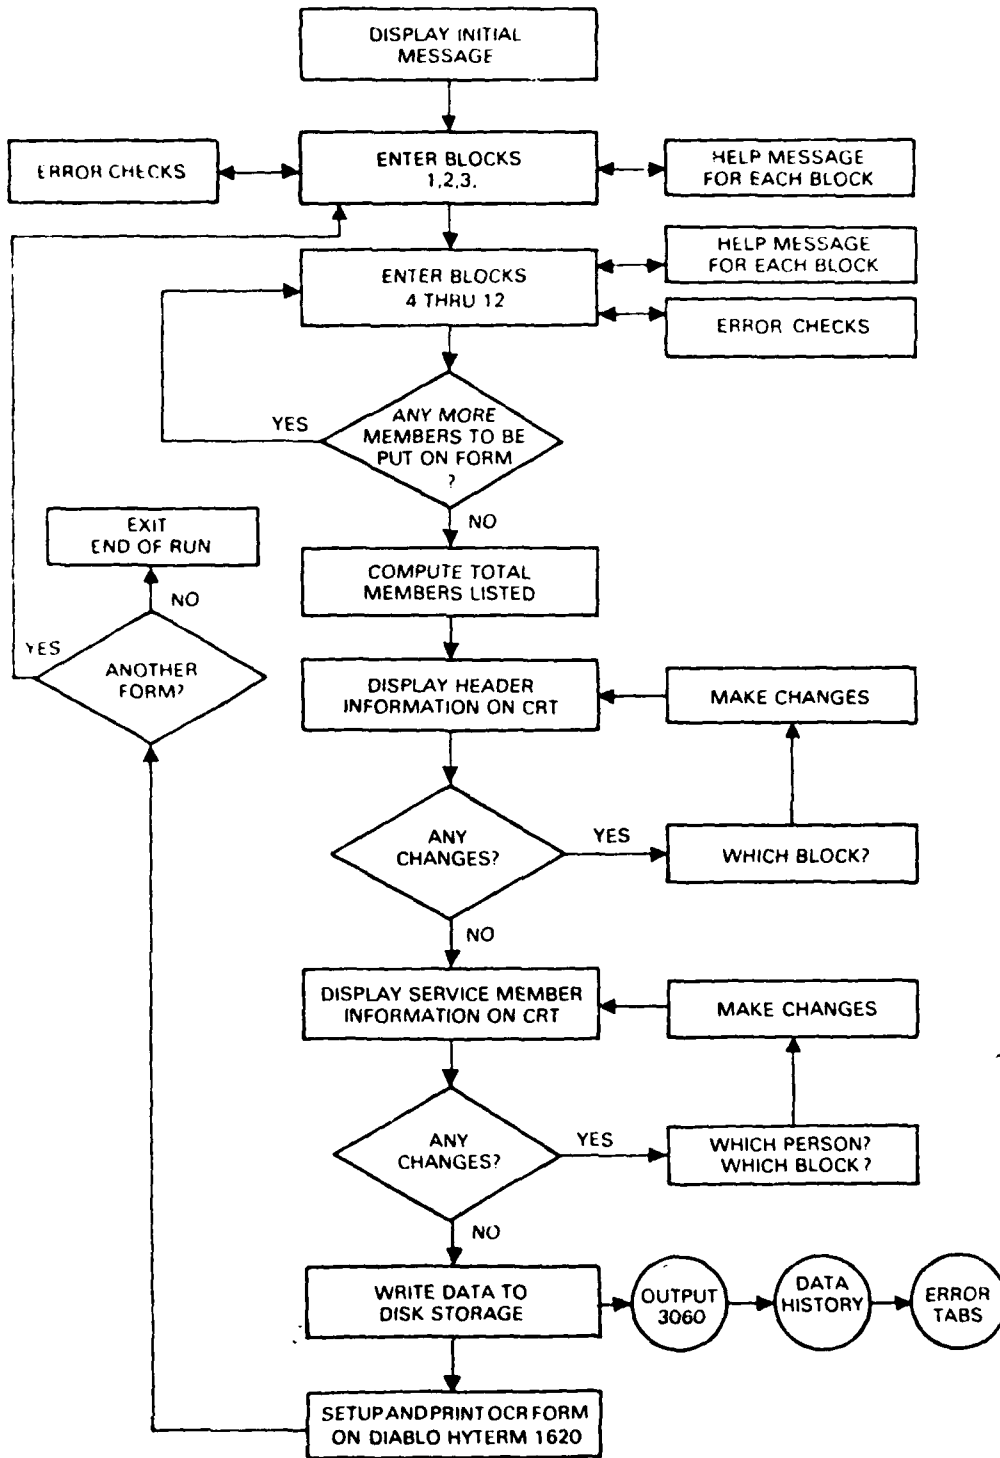 DISPLAY INITIAL
MESSAGE
ERROR CHECKS
ENTER BLOCKS
1,2,3.
HELP MESSAGE
FOR EACH BLOCK
ENTER BLOCKS
4 THRU 12
HELP MESSAGE
FOR EACH BLOCK
ERROR CHECKS
YES
ANY MORE
MEMBERS TO BE
PUT ON FORM
?
NO
EXIT
END OF RUN
NO
YES
ANOTHER
FORM?
COMPUTE TOTAL
MEMBERS LISTED
DISPLAY HEADER
INFORMATION ON CRT
MAKE CHANGES
ANY
CHANGES?
YES
WHICH BLOCK?
NO
DISPLAY SERVICE MEMBER
INFORMATION ON CRT
MAKE CHANGES
ANY
CHANGES?
YES
WHICH PERSON?
WHICH BLOCK?
NO
WRITE DATA TO
DISK STORAGE
OUTPUT
3060
DATA
HISTORY
ERROR
TABS
SETUP AND PRINT OCR FORM
ON DIABLO HYTERM 1620